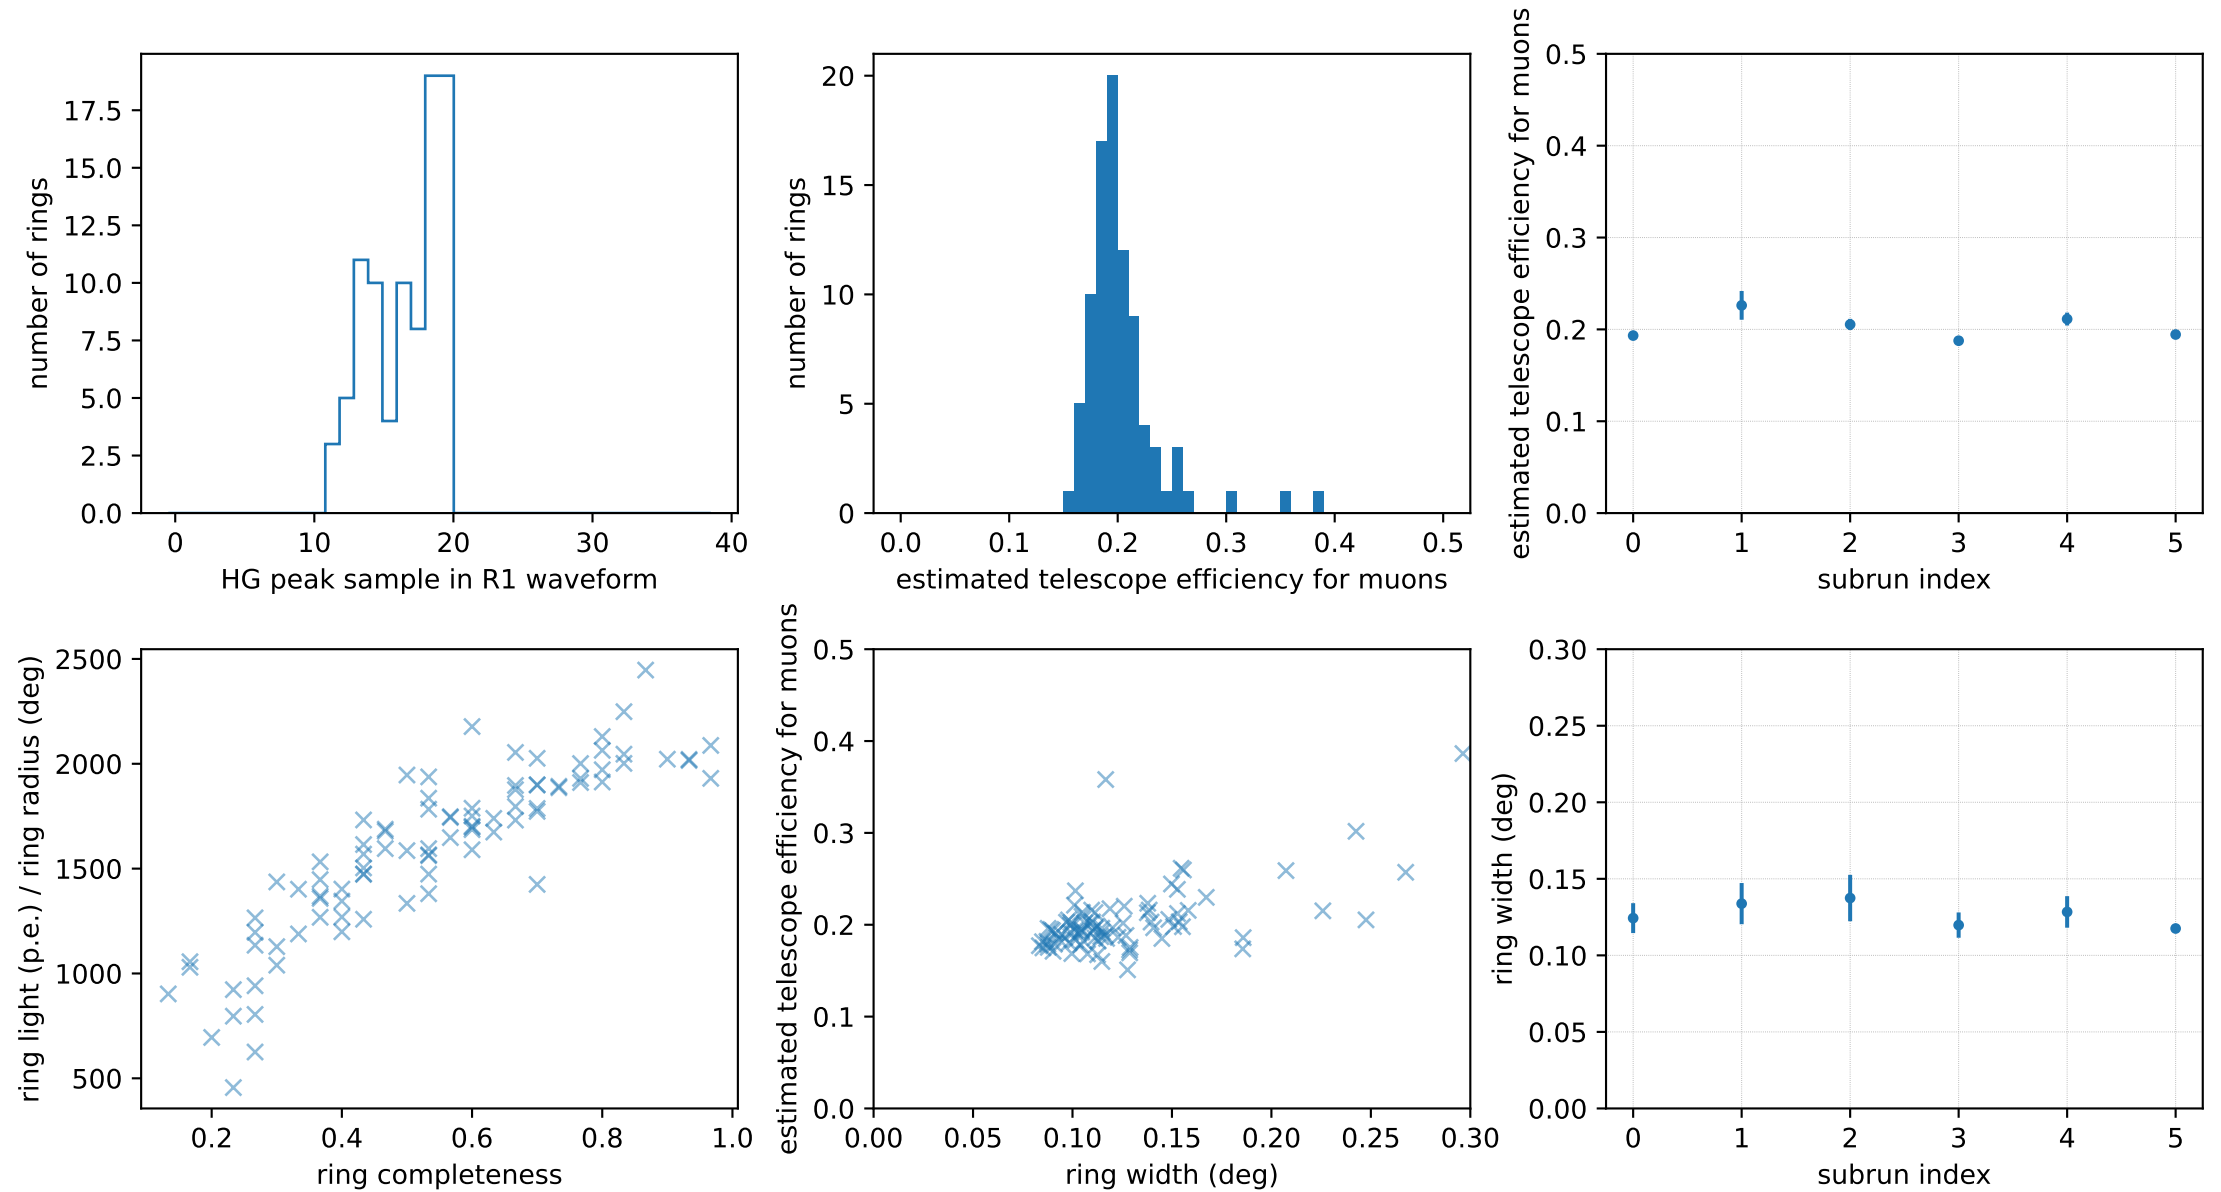 17.5
15.0
12.5
10.0
7.5
5.0
2.5
0.0
number of rings
0 10 20 30 40
HG peak sample in R1 waveform
20
15
10
5
0
number of rings
0.0 0.1 0.2 0.3 0.4 0.5
estimated telescope efficiency for muons
0.5
0.4
0.3
0.2
0.1
0.0
estimated telescope efficiency for muons
0 1 2 3 4 5
subrun index
2500
2000
1500
1000
500
ring light (p.e.) / ring radius (deg)
0.2 0.4 0.6 0.8 1.0
ring completeness
0.5
0.4
0.3
0.2
0.1
0.0
estimated telescope efficiency for muons
0.00 0.05 0.10 0.15 0.20 0.25 0.30
ring width (deg)
0.30
0.25
0.20
0.15
0.10
0.05
0.00
ring width (deg)
0 1 2 3 4 5
subrun index